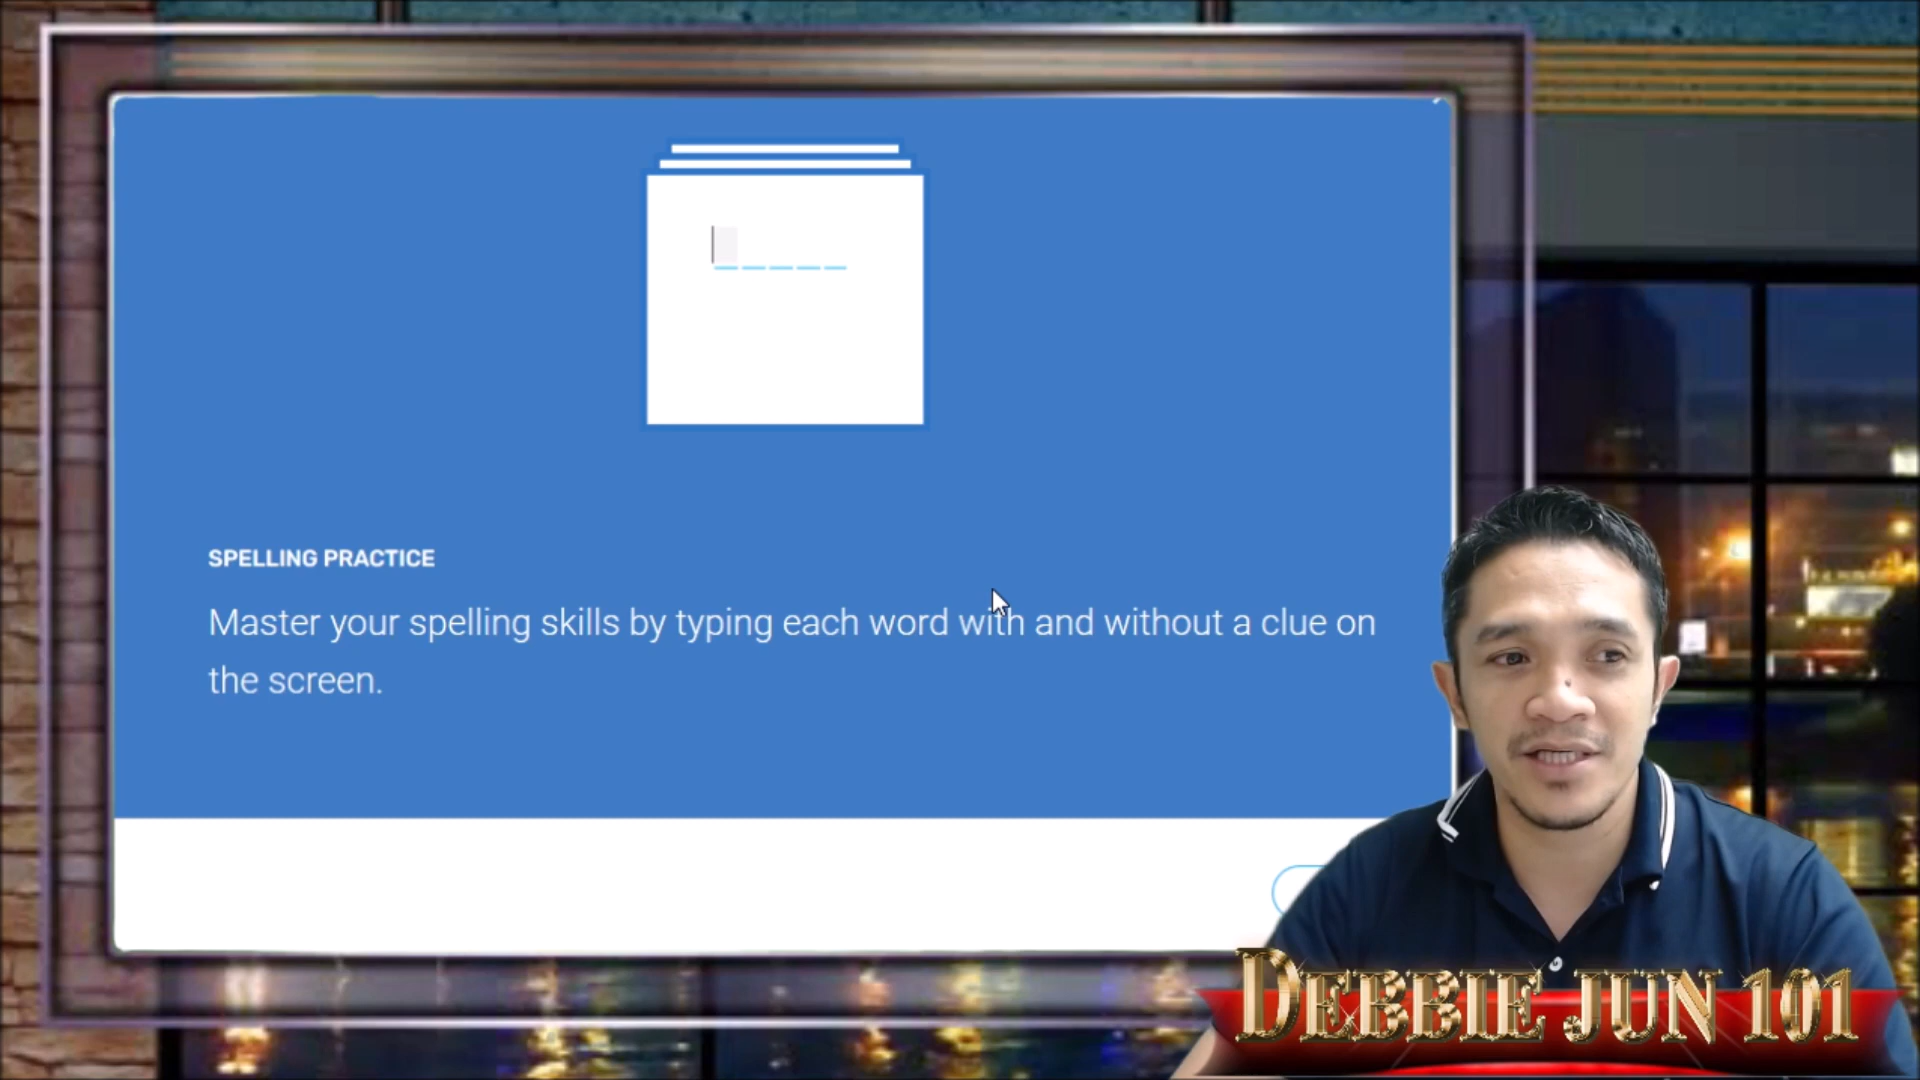 SPELLING PRACTICE
Master your spelling skills by typing each word with and without a clue on
the screen.
DEBBIE JUN 101